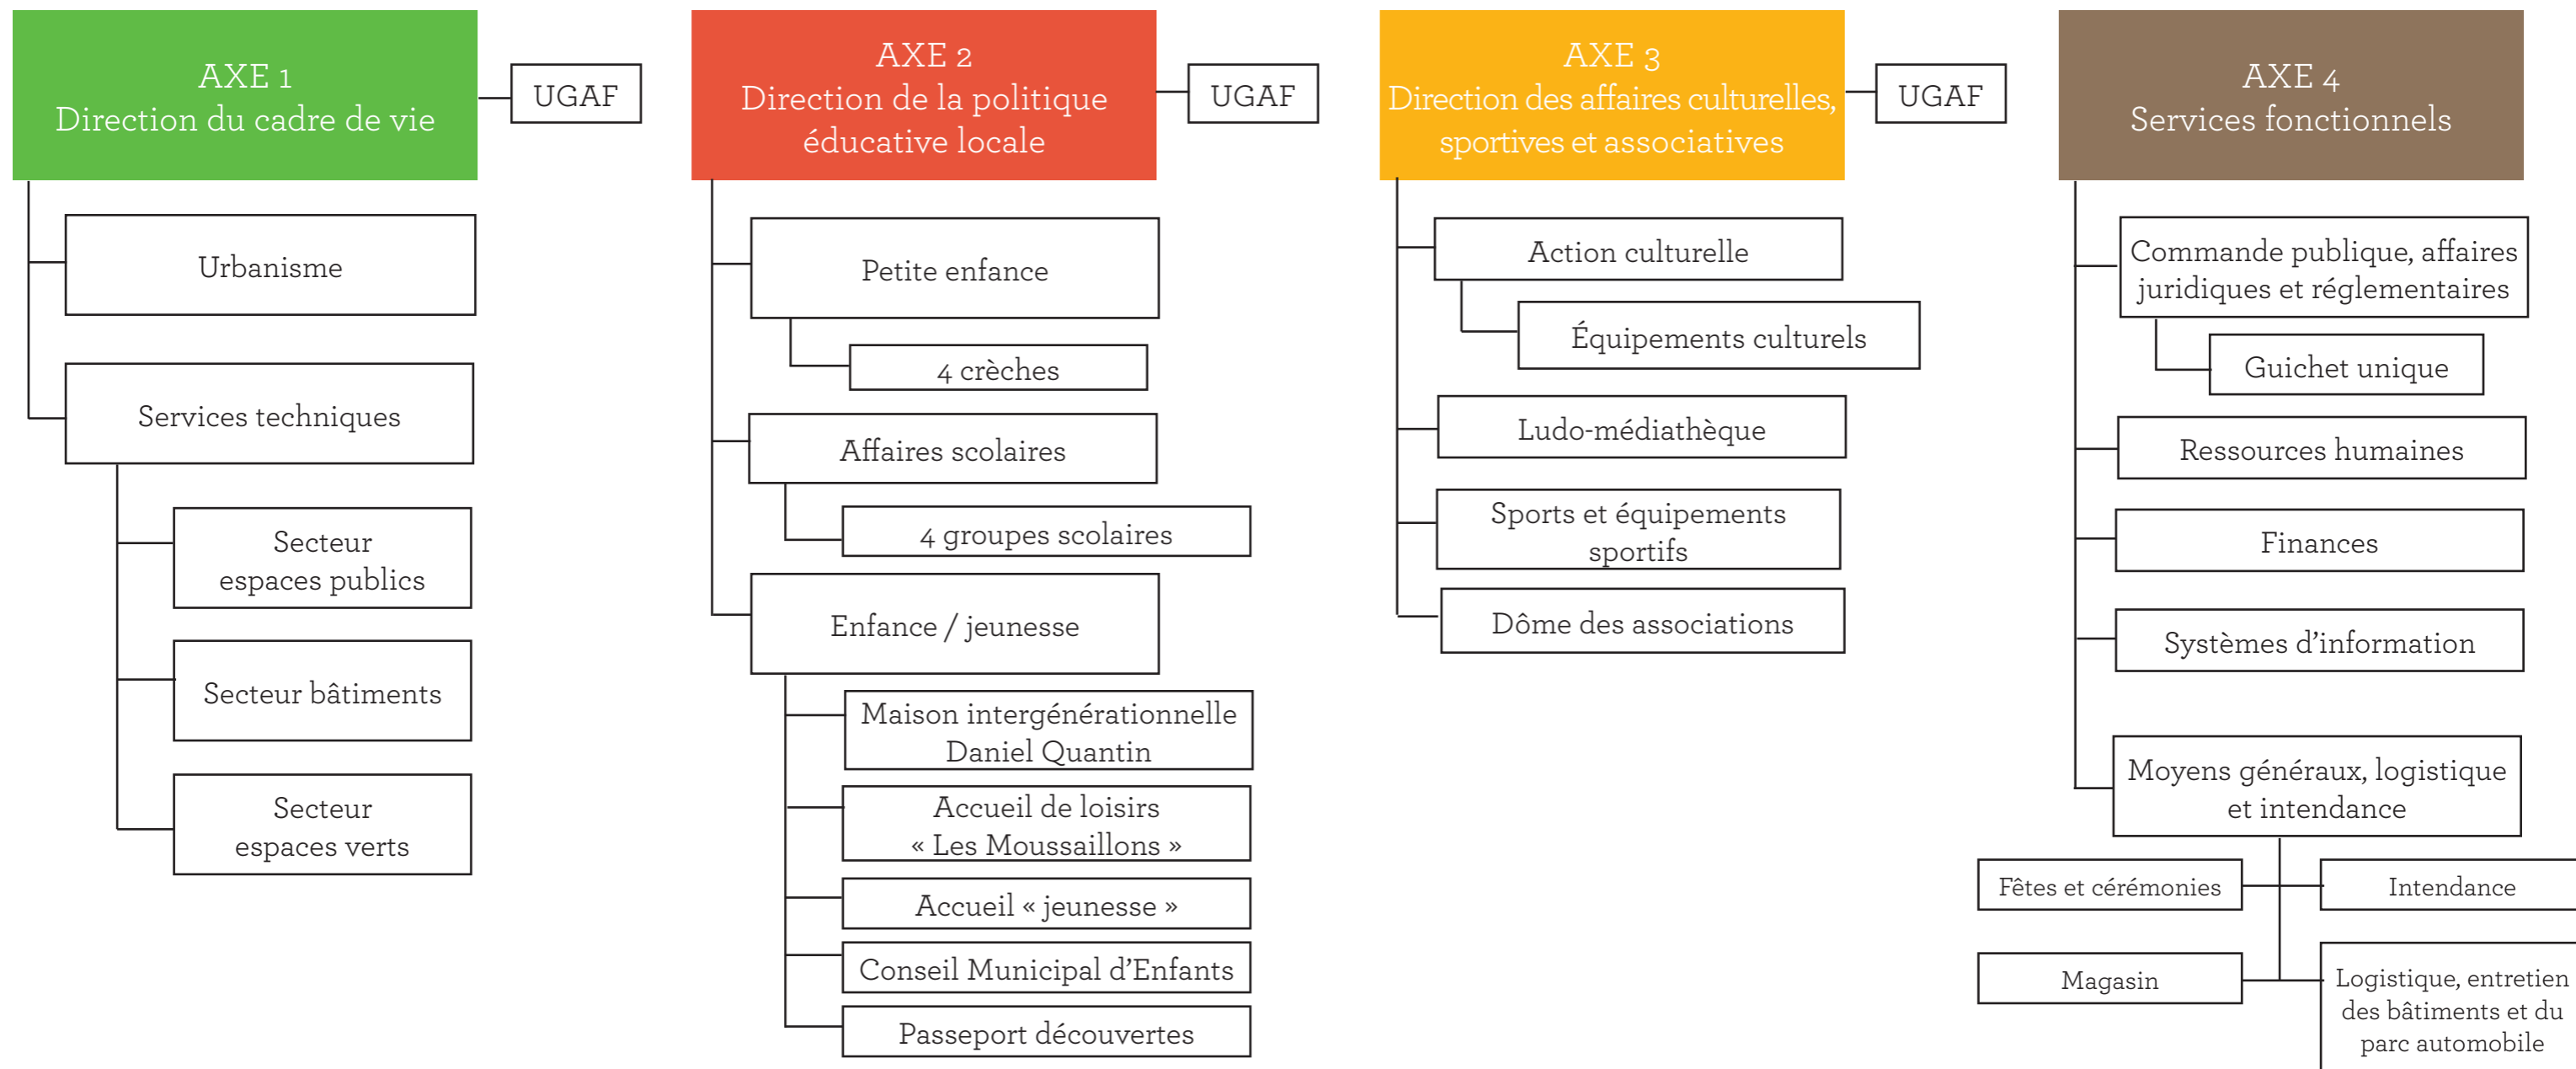 AXE 1
Direction du cadre de vie
UGAF
Urbanisme
Services techniques
Secteur
espaces publics
Secteur bâtiments
Secteur
espaces verts
AXE 2
Direction de la politique
éducative locale
UGAF
Petite enfance
4 crèches
Affaires scolaires
4 groupes scolaires
Enfance / jeunesse
Maison intergénérationnelle
Daniel Quantin
Accueil de loisirs
« Les Moussaillons »
Accueil « jeunesse »
Conseil Municipal d'Enfants
Passeport découvertes
AXE 3
Direction des affaires culturelles,
sportives et associatives
UGAF
Action culturelle
Équipements culturels
Ludo-médiathèque
Sports et équipements
sportifs
Dôme des associations
AXE 4
Services fonctionnels
Commande publique, affaires
juridiques et réglementaires
Guichet unique
Ressources humaines
Finances
Systèmes d'information
Moyens généraux, logistique
et intendance
Fêtes et cérémonies
Intendance
Magasin
Logistique, entretien
des bâtiments et du
parc automobile